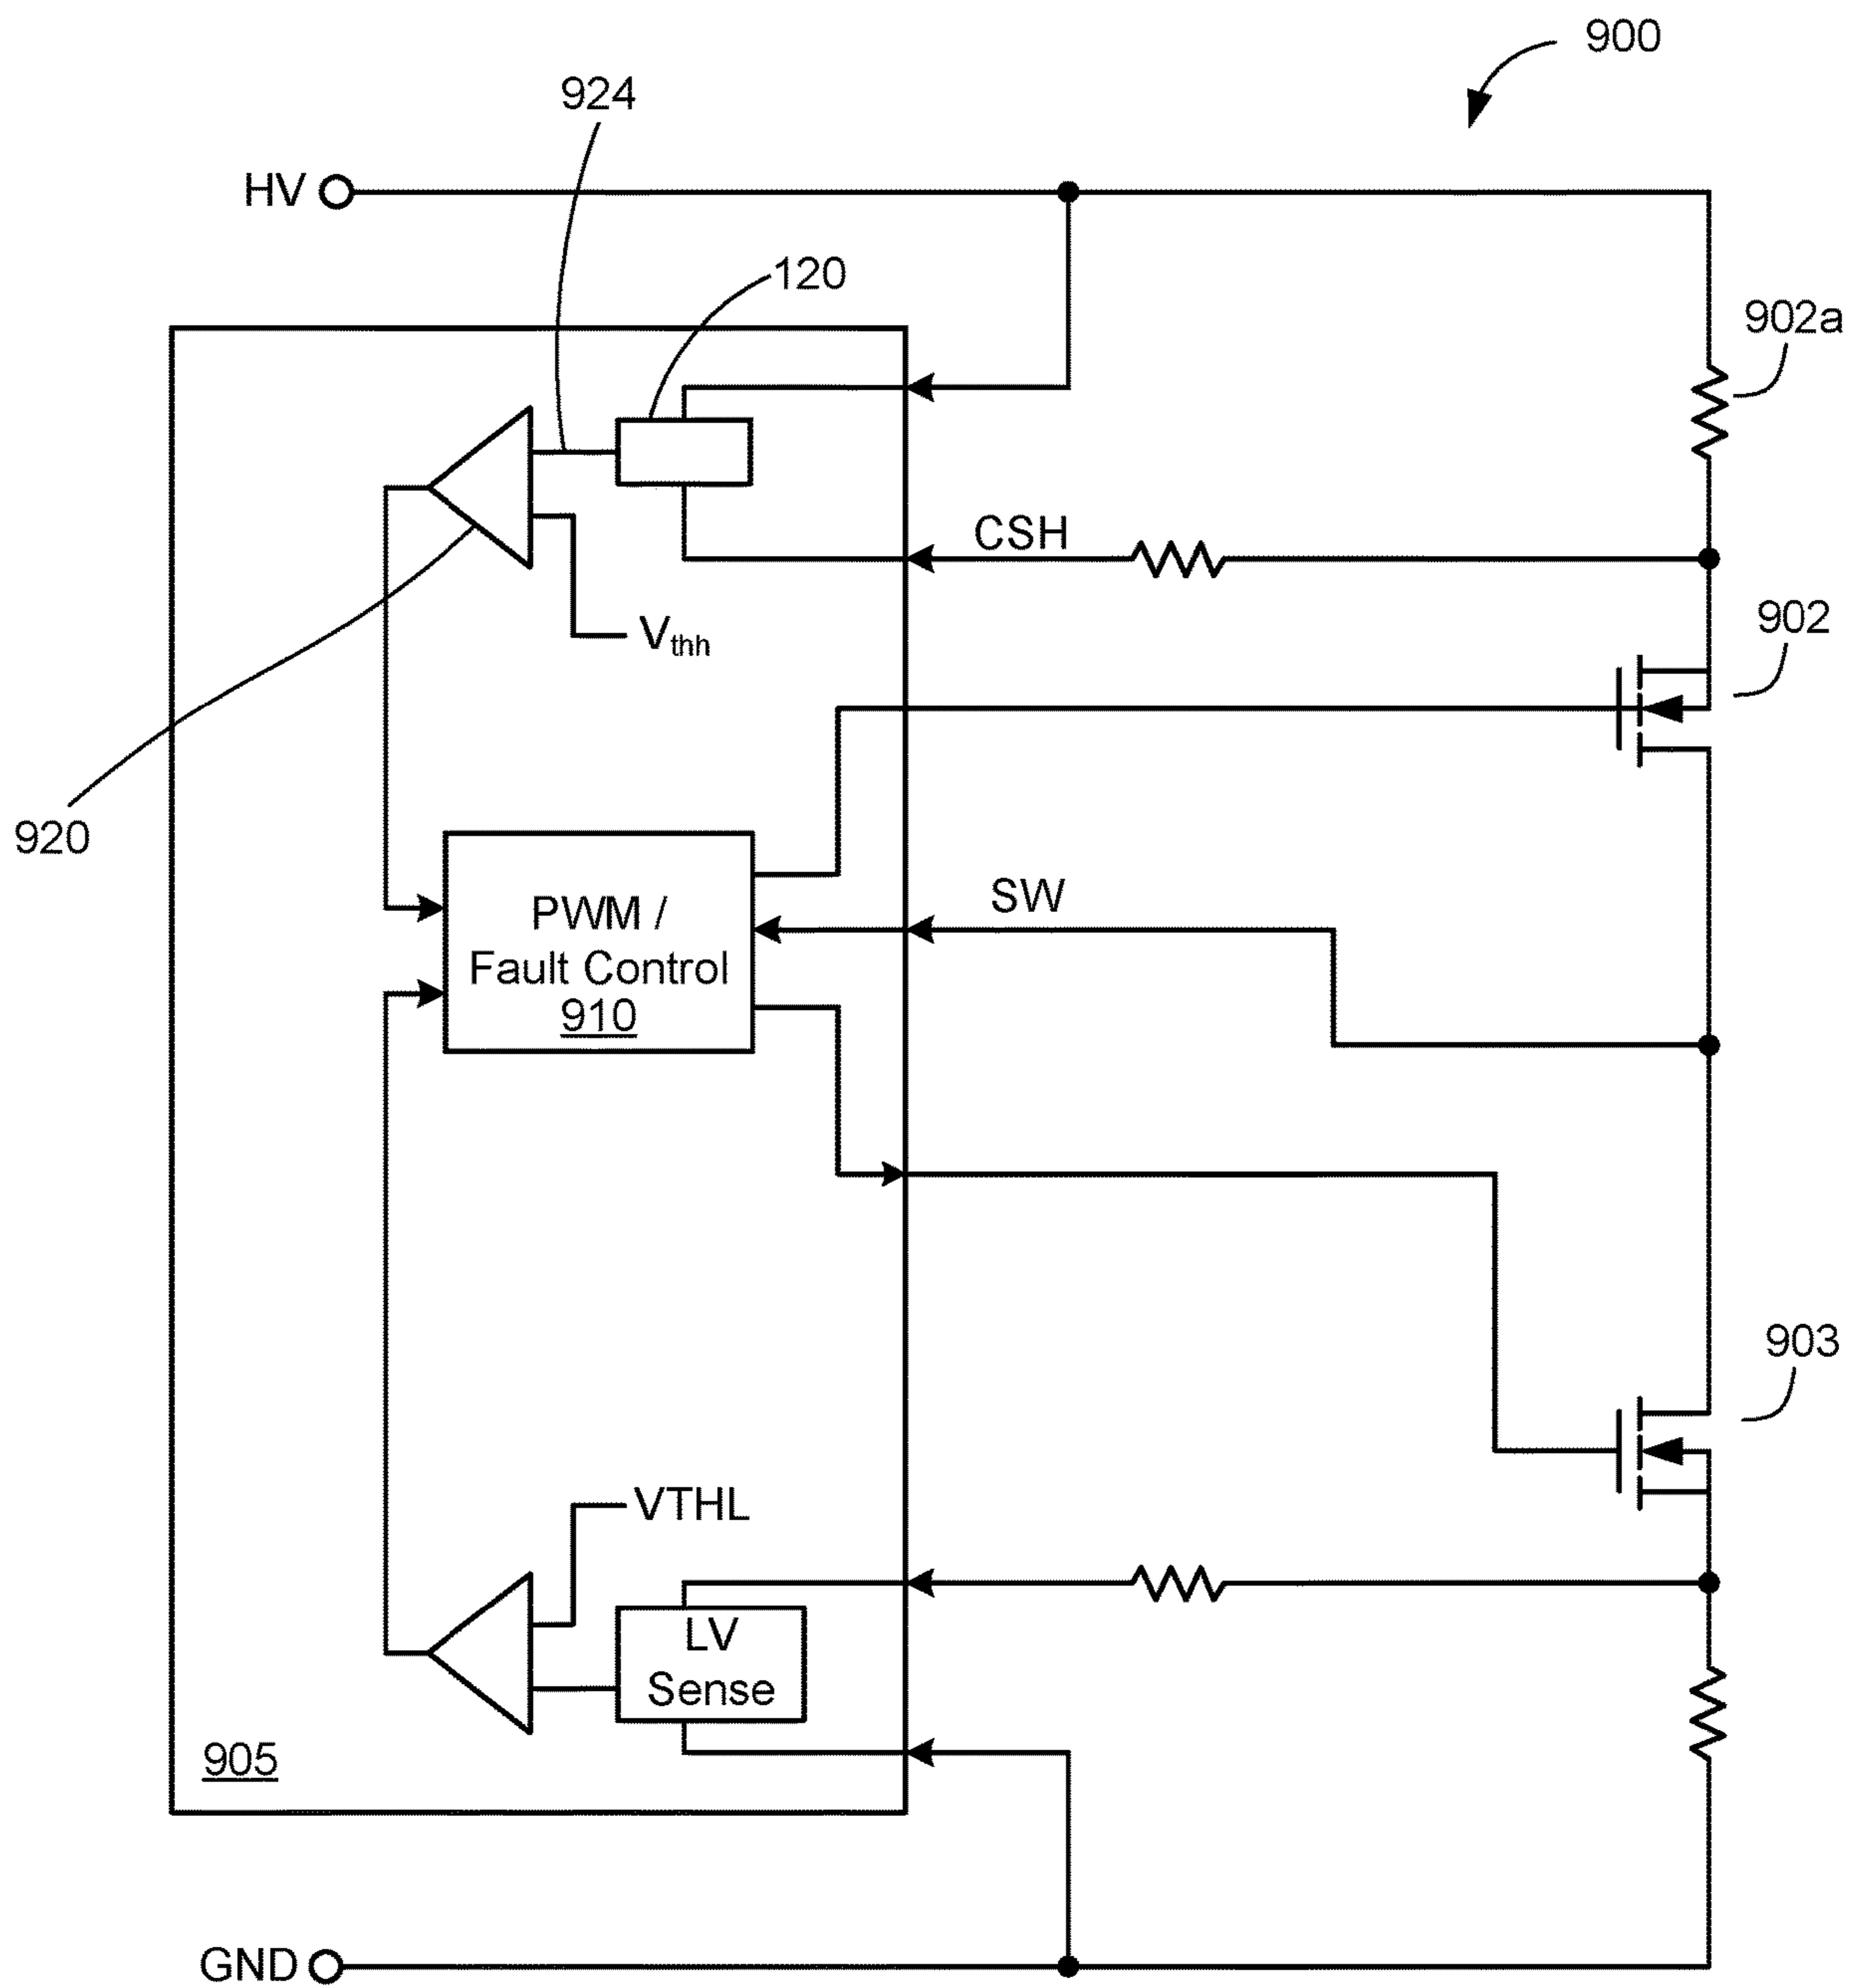 900
924
HV
120
902a
CSH
902
Vthh
920
SW
PWM /
Fault Control
910
903
VTHL
LV
Sense
905
GND